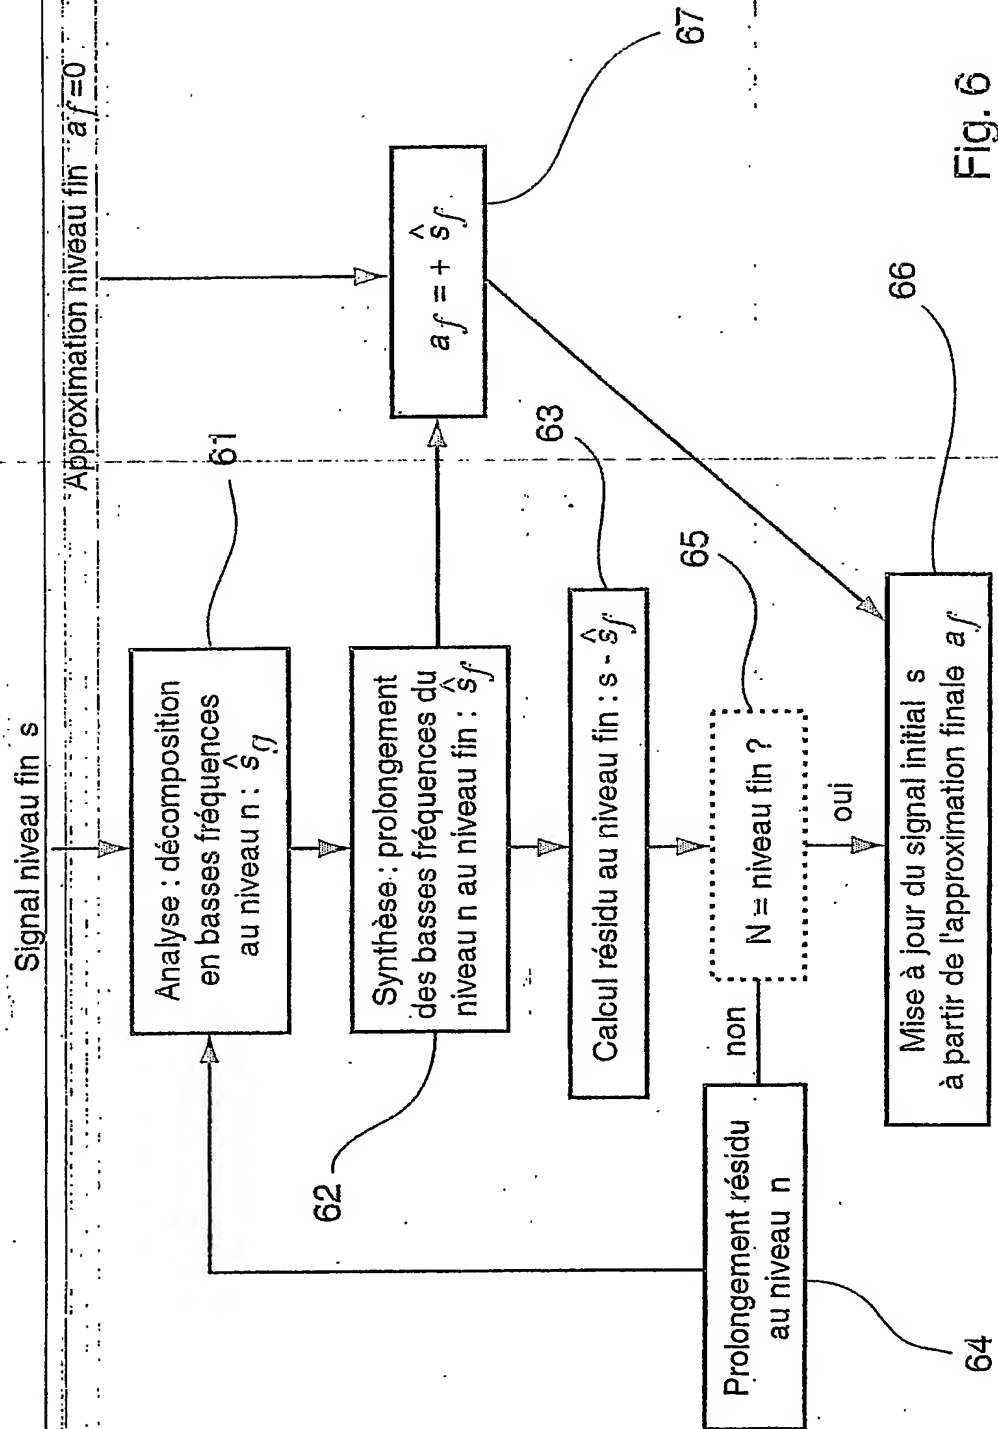 Signal niveau fin s
Approximation niveau fin af=0
61
Analyse : décomposition
en basses fréquences
au niveau n : ŝg
62
Synthèse : prolongement
des basses fréquences du
niveau n au niveau fin : ŝf
67
af = + ŝf
63
Calcul résidu au niveau fin : s - ŝf
65
N = niveau fin ?
non
oui
64
Prolongement résidu
au niveau n
66
Mise à jour du signal initial s
à partir de l'approximation finale af
Fig. 6